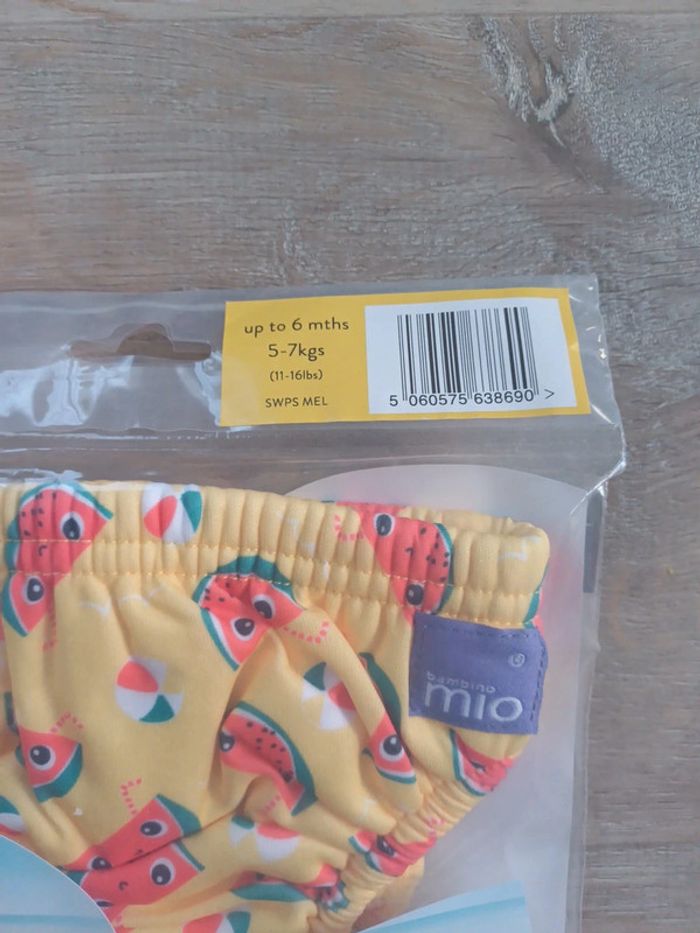 up to 6 mths
5-7kgs
(11-16lbs)
SWPS MEL
5 060575 638690 >
®
bambino
mio